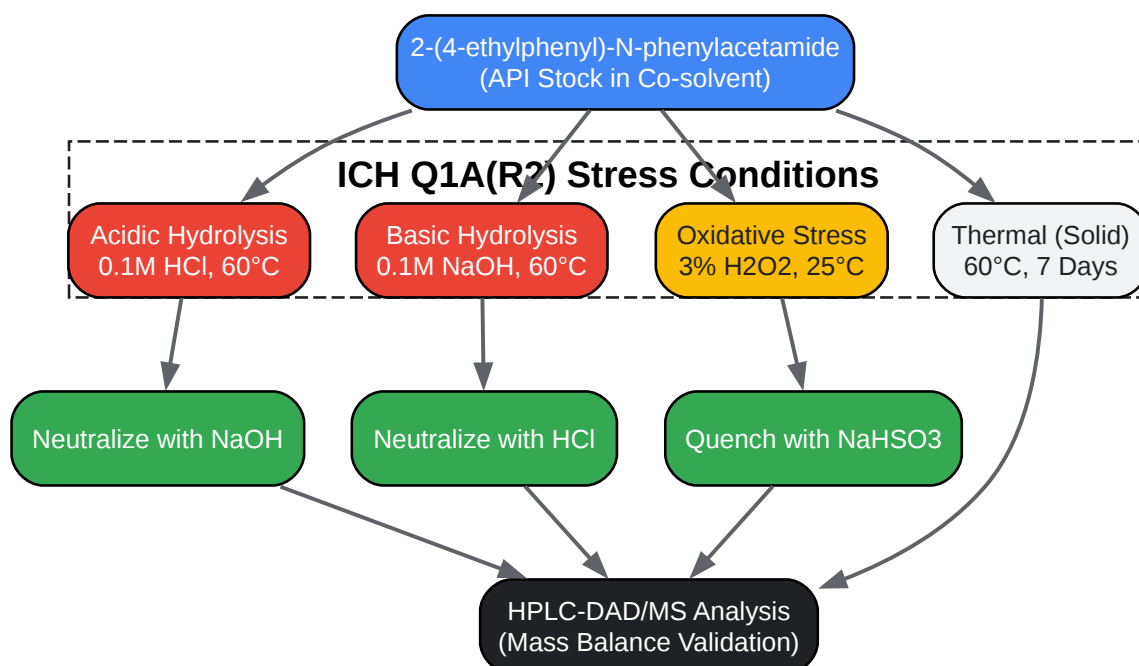 2-(4-ethylphenyl)-N-phenylacetamide
(API Stock in Co-solvent)
ICH Q1A(R2) Stress Conditions
Acidic Hydrolysis
0.1M HCl, 60°C
Basic Hydrolysis
0.1M NaOH, 60°C
Oxidative Stress
3% H2O2, 25°C
Thermal (Solid)
60°C, 7 Days
Neutralize with NaOH
Neutralize with HCl
Quench with NaHSO3
HPLC-DAD/MS Analysis
(Mass Balance Validation)